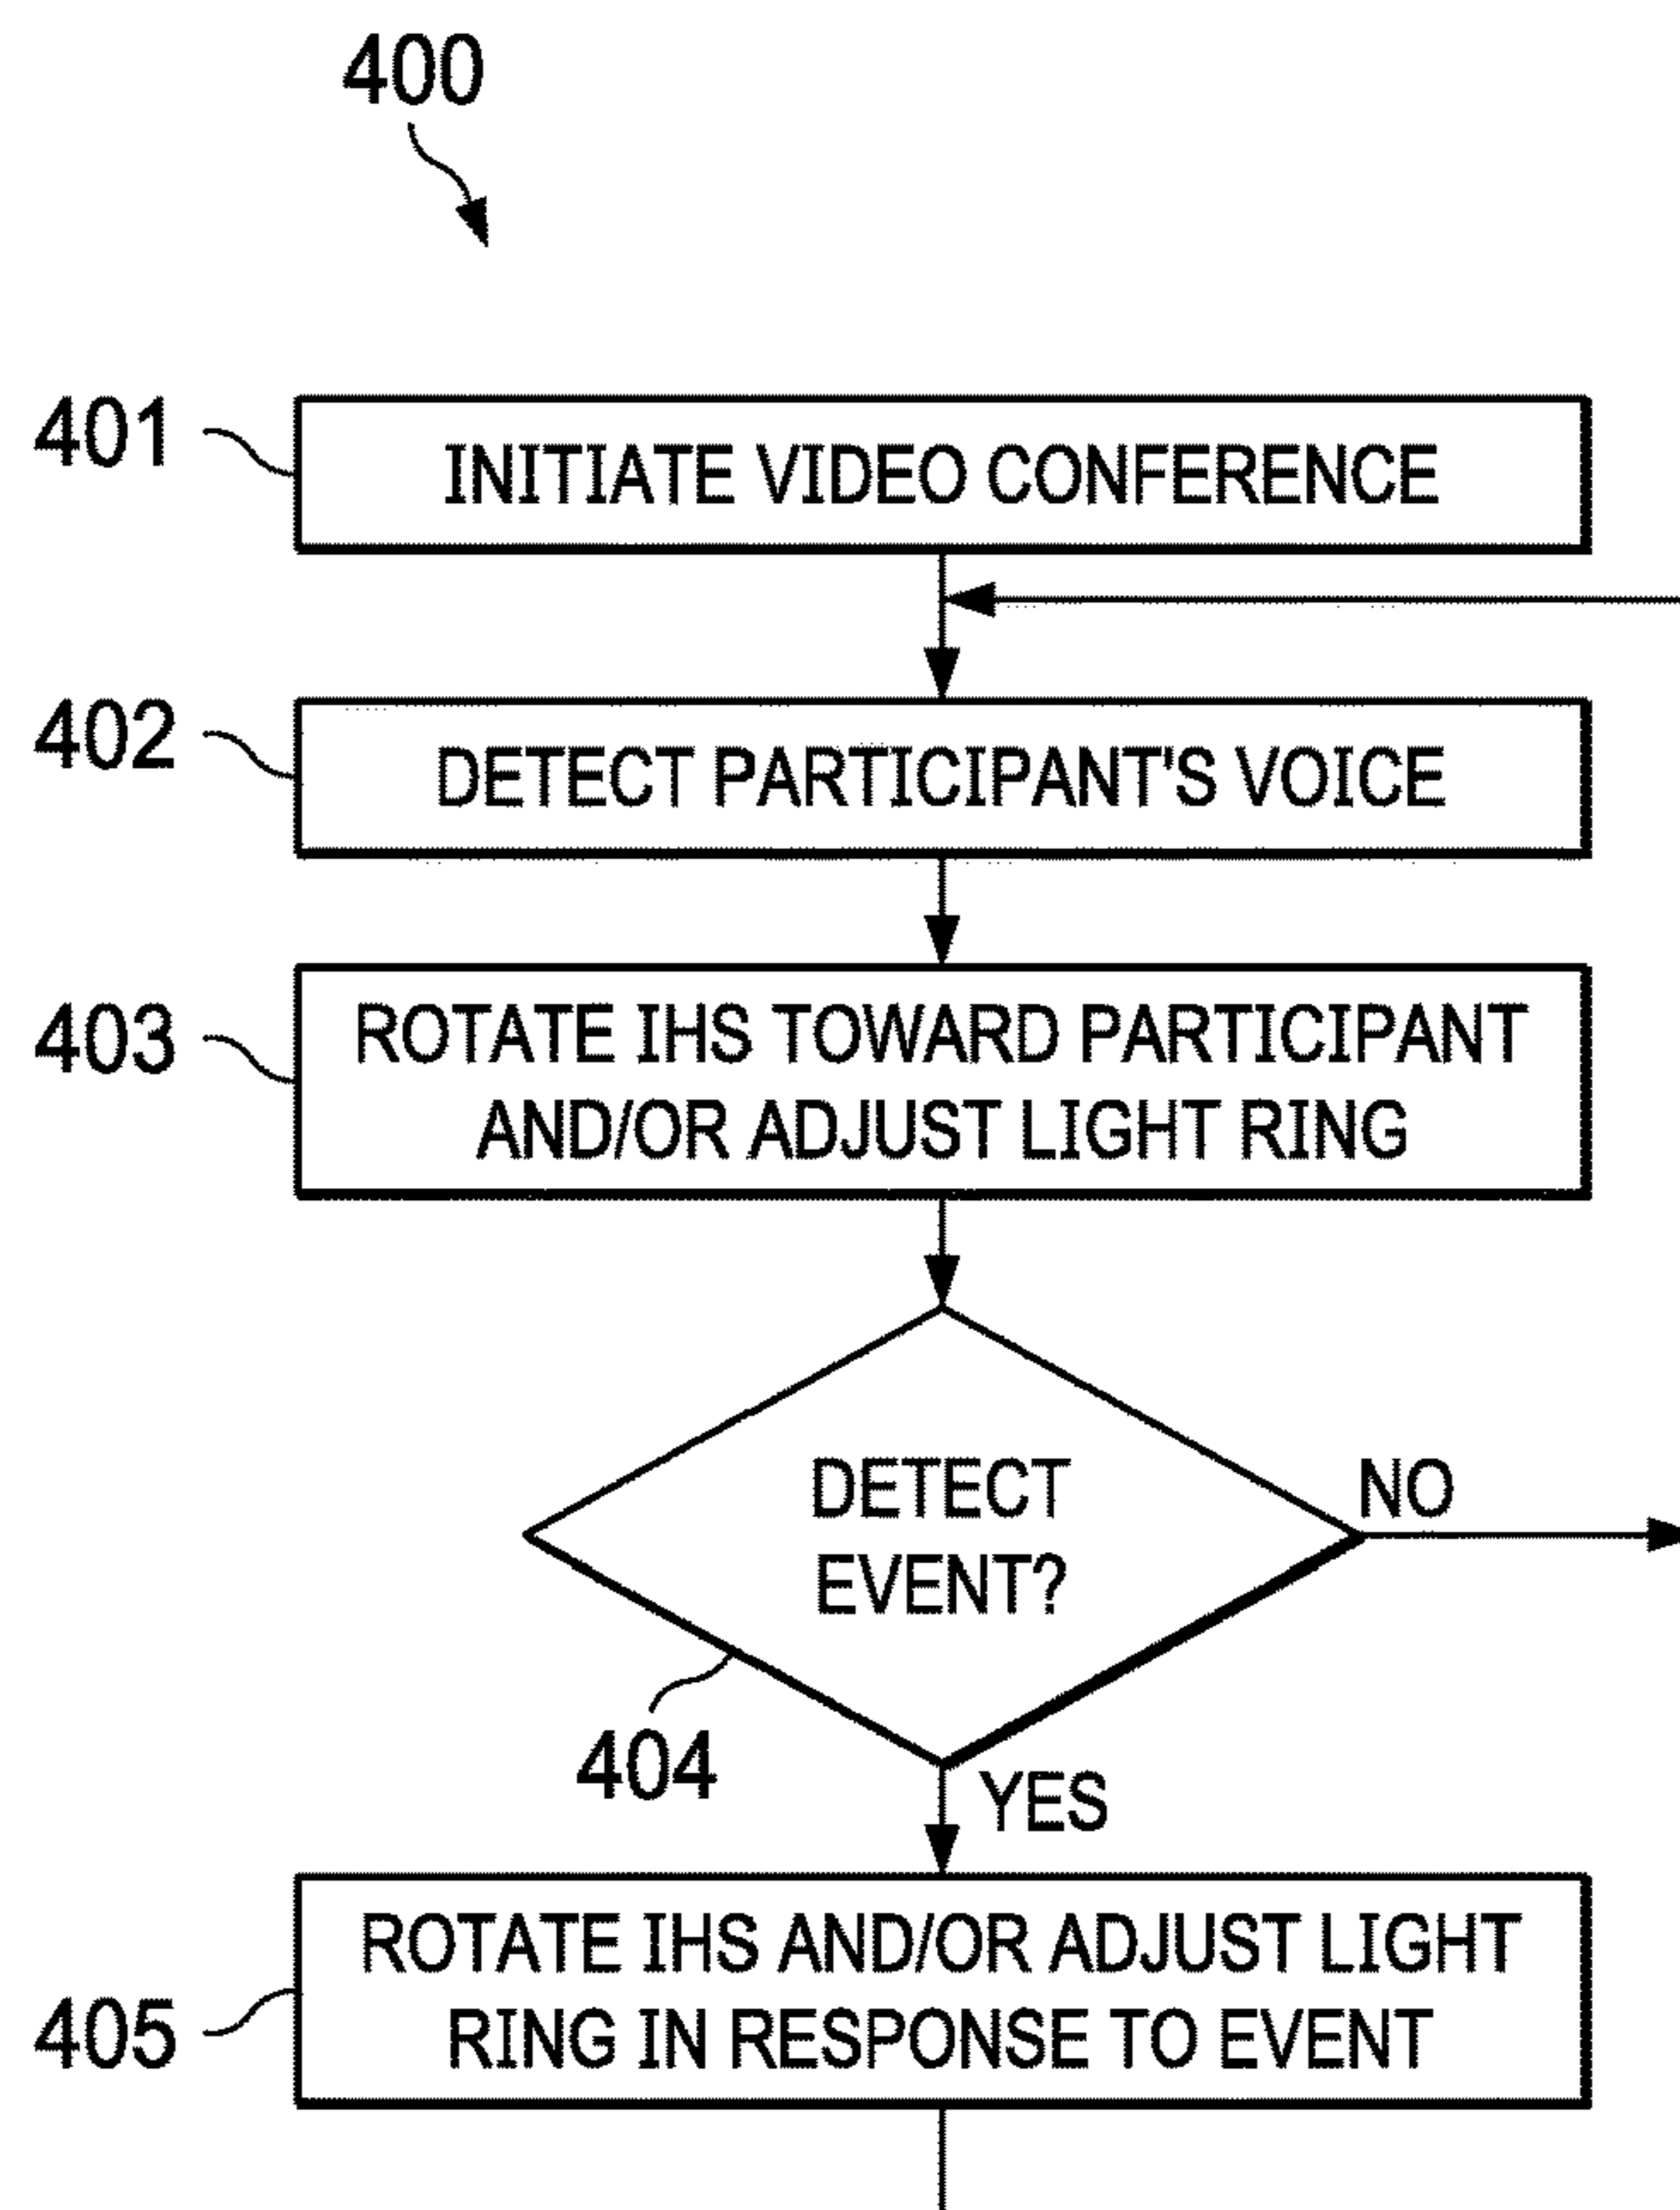 400
401
INITIATE VIDEO CONFERENCE
402
DETECT PARTICIPANT'S VOICE
403
ROTATE IHS TOWARD PARTICIPANT
AND/OR ADJUST LIGHT RING
DETECT
EVENT?
NO
404
YES
405
ROTATE IHS AND/OR ADJUST LIGHT
RING IN RESPONSE TO EVENT